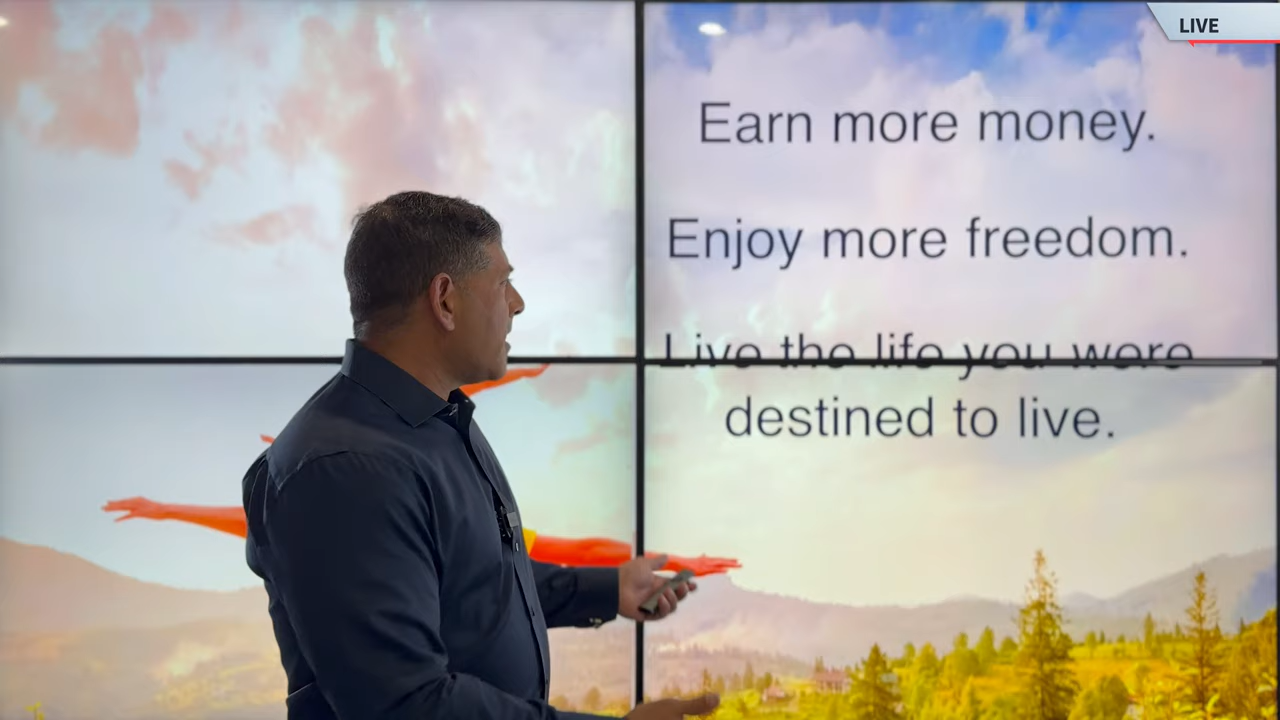 LIVE
Earn more money.
Enjoy more freedom.
Live the life you were
destined to live.